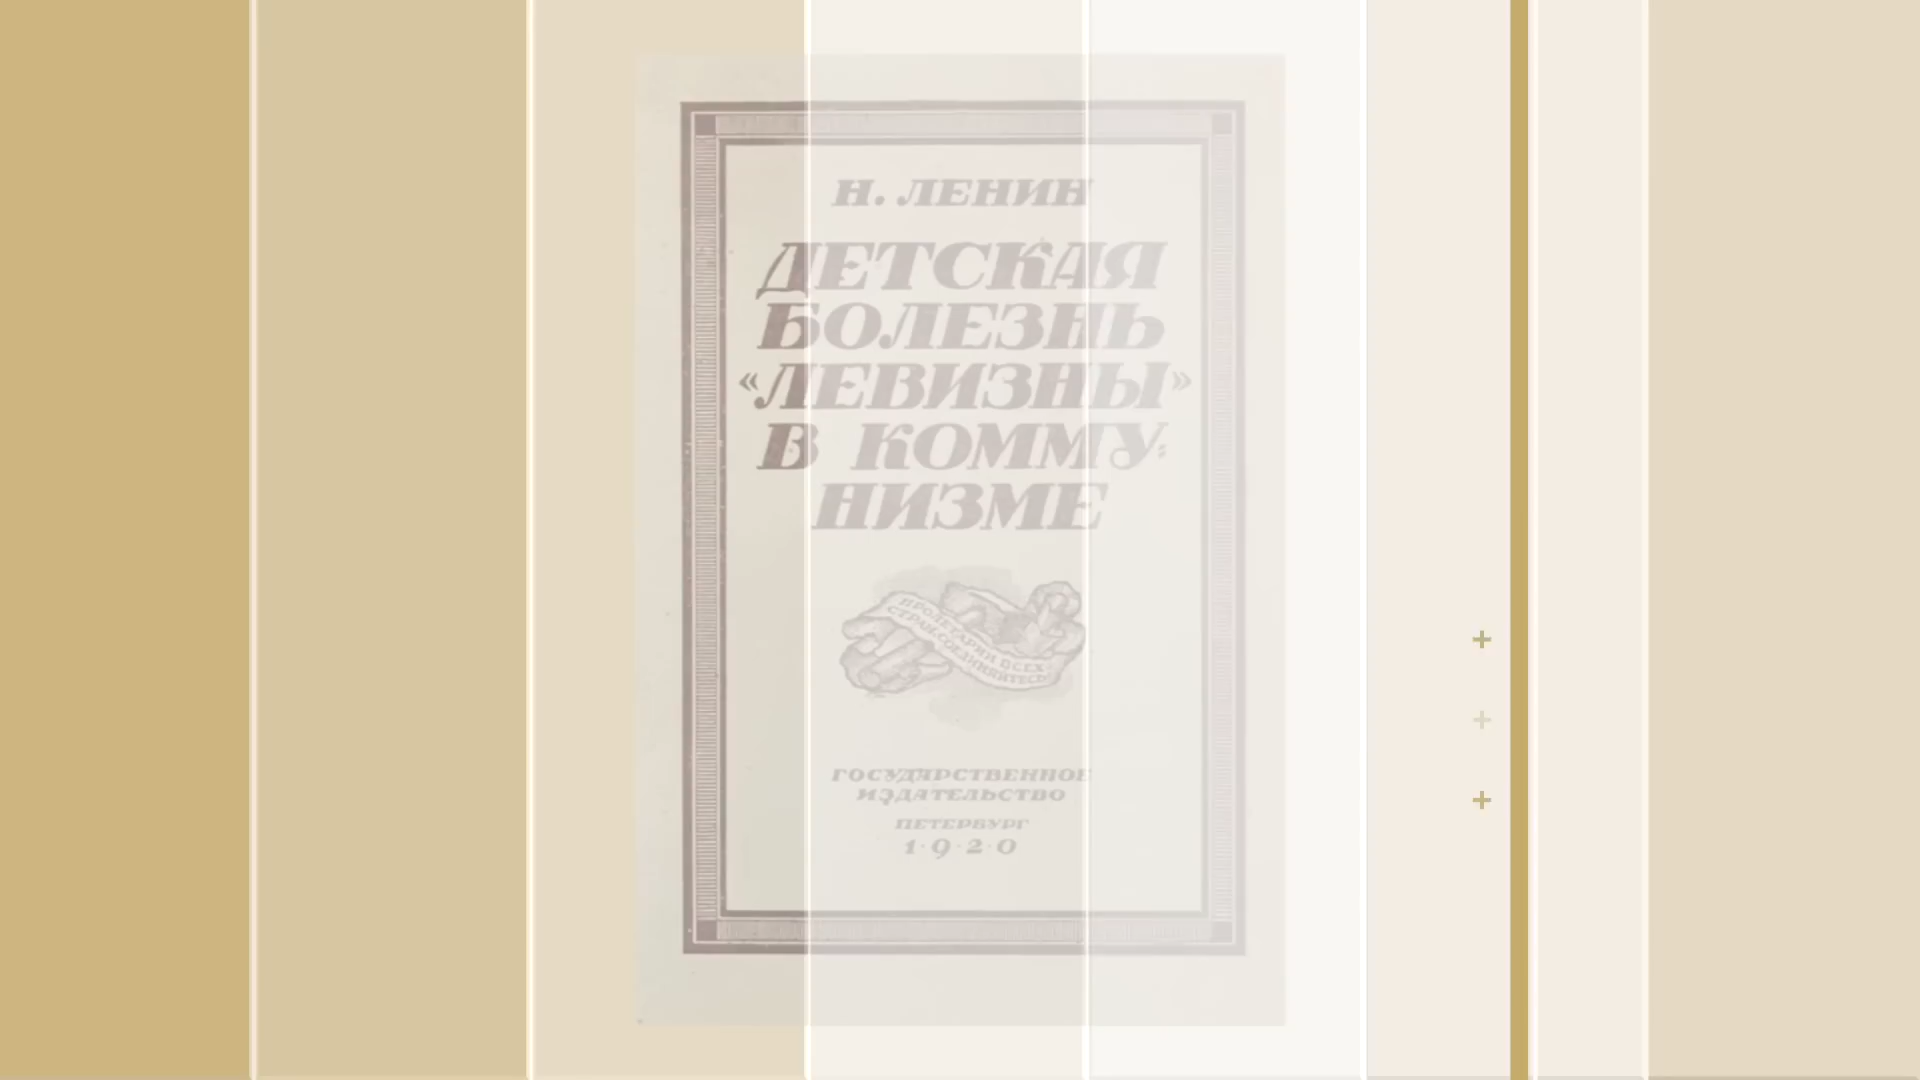 Н. ЛЕНИН
ДЕТСКАЯ
БОЛЕЗНЬ
«ЛЕВИЗНЫ»
В КОММУ-
НИЗМЕ
ПРОЛЕТАРИИ ВСЕХ
СТРАН, СОЕДИНЯЙТЕСЬ
ГОСУДАРСТВЕННОЕ
ИЗДАТЕЛЬСТВО
ПЕТЕРБУРГ
1·9·2·0